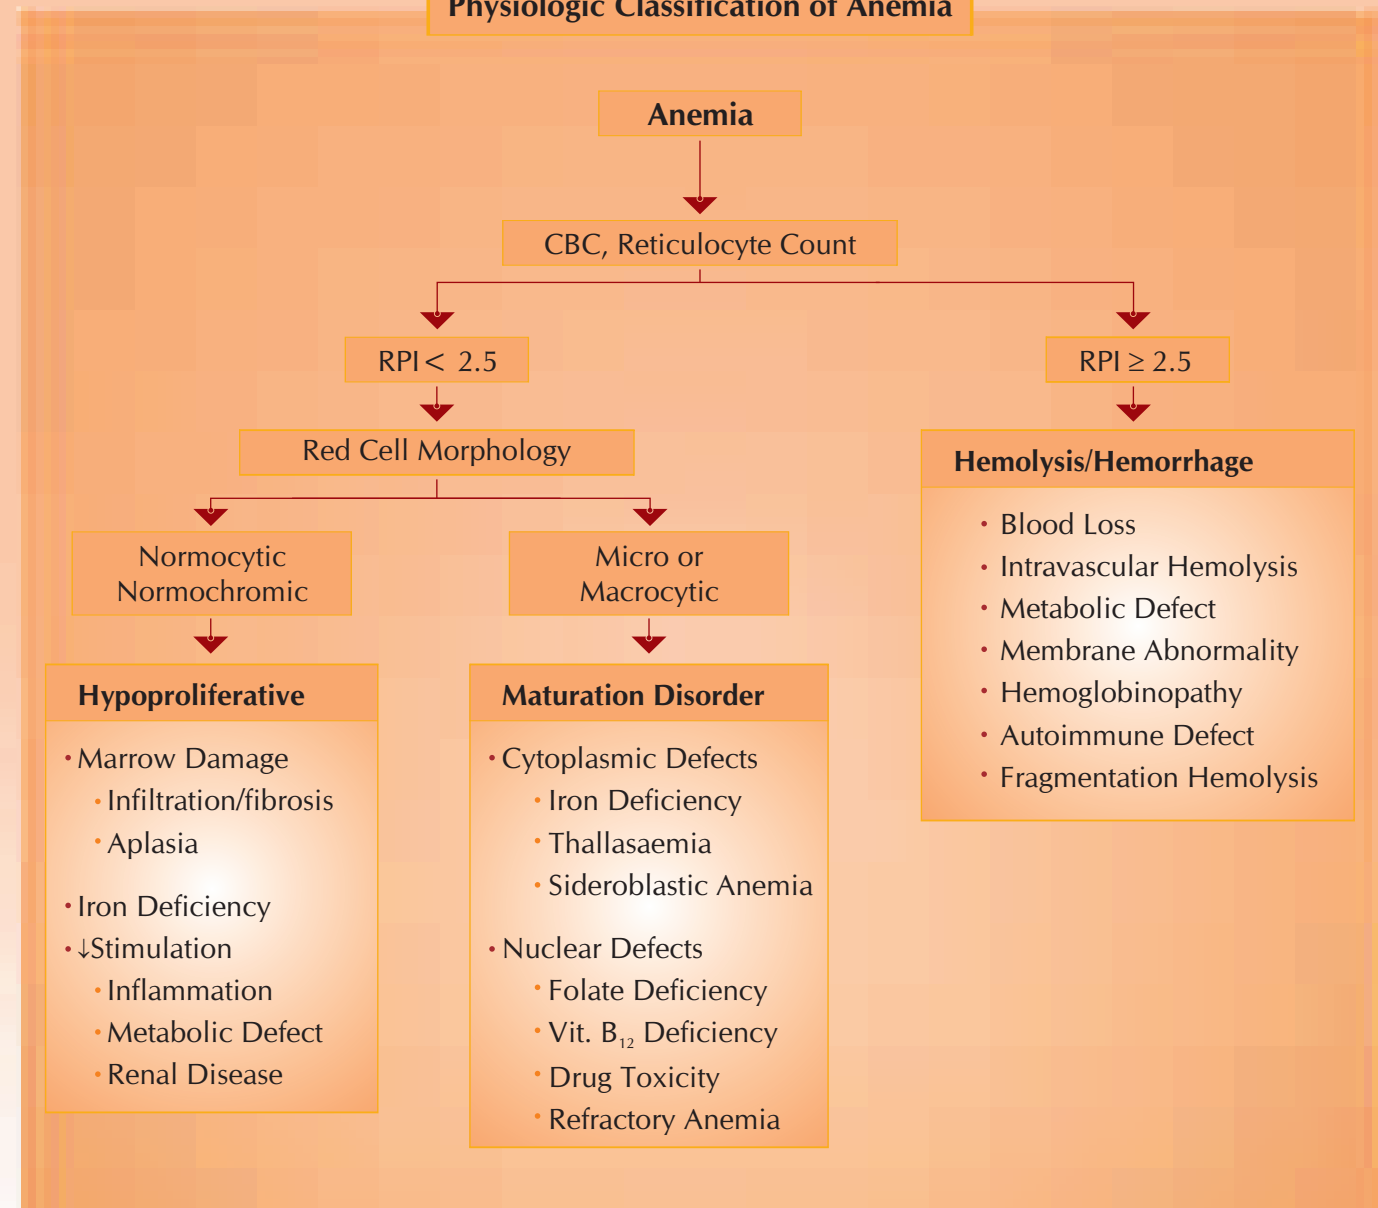 Physiologic Classification of Anemia
Anemia
CBC, Reticulocyte Count
RPI < 2.5
RPI ≥ 2.5
Red Cell Morphology
Normocytic
Normochromic
Micro or
Macrocytic
Hypoproliferative
• Marrow Damage
• Infiltration/fibrosis
• Aplasia
• Iron Deficiency
• ↓Stimulation
• Inflammation
• Metabolic Defect
• Renal Disease
Maturation Disorder
• Cytoplasmic Defects
• Iron Deficiency
• Thallasaemia
• Sideroblastic Anemia
• Nuclear Defects
• Folate Deficiency
• Vit. B₁₂ Deficiency
• Drug Toxicity
• Refractory Anemia
Hemolysis/Hemorrhage
• Blood Loss
• Intravascular Hemolysis
• Metabolic Defect
• Membrane Abnormality
• Hemoglobinopathy
• Autoimmune Defect
• Fragmentation Hemolysis